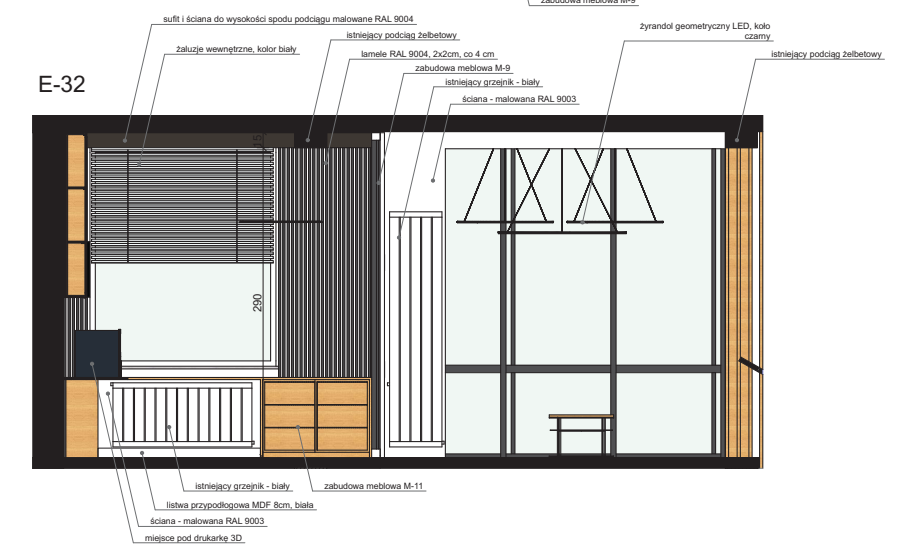 zabudowa meblowa M-9
sufit i ściana do wysokości spodu podciągu malowane RAL 9004
żyrandol geometryczny LED, koło
czarny
istniejący podciąg żelbetowy
żaluzje wewnętrzne, kolor biały
lamele RAL 9004, 2x2cm, co 4 cm
istniejący podciąg żelbetowy
zabudowa meblowa M-9
E-32
istniejący grzejnik - biały
ściana - malowana RAL 9003
15
290
istniejący grzejnik - biały
zabudowa meblowa M-11
listwa przypodłogowa MDF 8cm, biała
ściana - malowana RAL 9003
miejsce pod drukarkę 3D